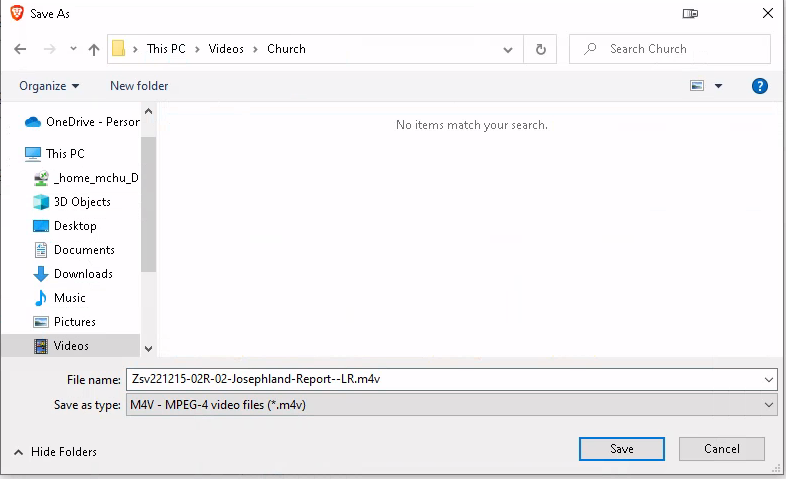 Save As
This PC > Videos > Church
Search Church
Organize
New folder
?
OneDrive - Person
No items match your search.
This PC
_home_mchu_D
3D Objects
Desktop
Documents
Downloads
Music
Pictures
Videos
File name: Zsv221215-02R-02-Josephland-Report--LR.m4v
Save as type: M4V - MPEG-4 video files (*.m4v)
Hide Folders
Save
Cancel